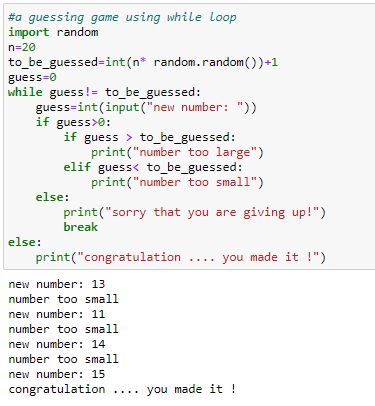 #a guessing game using while loop
import random
n=20
to_be_guessed=int(n* random.random())+1
guess=0
while guess!= to_be_guessed:
    guess=int(input("new number: "))
    if guess>0:
        if guess > to_be_guessed:
            print("number too large")
        elif guess< to_be_guessed:
            print("number too small")
    else:
        print("sorry that you are giving up!")
        break
else:
    print("congratulation .... you made it !")
new number: 13
number too small
new number: 11
number too small
new number: 14
number too small
new number: 15
congratulation .... you made it !